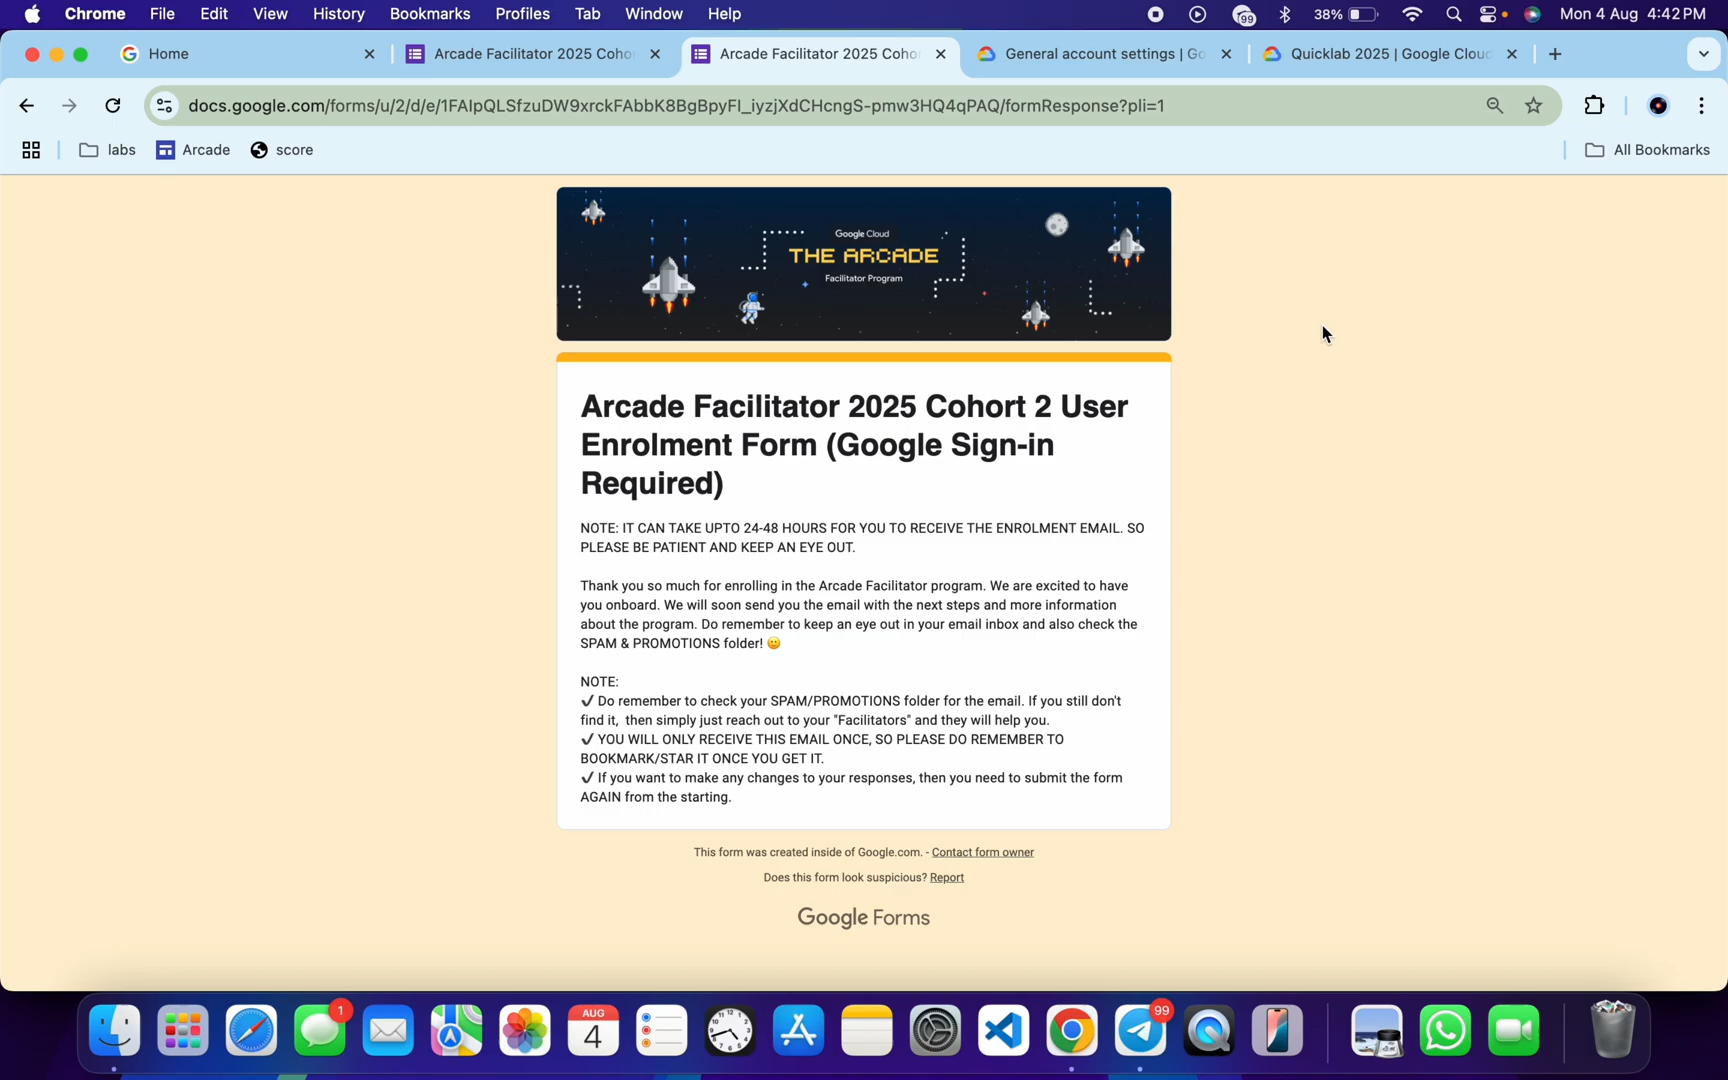 Chrome File Edit View History Bookmarks Profiles Tab Window Help 99 38% Mon 4 Aug 4:42 PM
Home Arcade Facilitator 2025 Coho Arcade Facilitator 2025 Coho General account settings | Go Quicklab 2025 | Google Clou
docs.google.com/forms/u/2/d/e/1FAIpQLSfzuDW9xrckFAbbK8BgBpyFI_iyzjXdCHcngS-pmw3HQ4qPAQ/formResponse?pli=1
labs Arcade score All Bookmarks
Google Cloud
THE ARCADE
Facilitator Program
Arcade Facilitator 2025 Cohort 2 User
Enrolment Form (Google Sign-in
Required)
NOTE: IT CAN TAKE UPTO 24-48 HOURS FOR YOU TO RECEIVE THE ENROLMENT EMAIL. SO
PLEASE BE PATIENT AND KEEP AN EYE OUT.
Thank you so much for enrolling in the Arcade Facilitator program. We are excited to have
you onboard. We will soon send you the email with the next steps and more information
about the program. Do remember to keep an eye out in your email inbox and also check the
SPAM & PROMOTIONS folder! 😀
NOTE:
✓ Do remember to check your SPAM/PROMOTIONS folder for the email. If you still don't
find it, then simply just reach out to your "Facilitators" and they will help you.
✓ YOU WILL ONLY RECEIVE THIS EMAIL ONCE, SO PLEASE DO REMEMBER TO
BOOKMARK/STAR IT ONCE YOU GET IT.
✓ If you want to make any changes to your responses, then you need to submit the form
AGAIN from the starting.
This form was created inside of Google.com. - Contact form owner
Does this form look suspicious? Report
Google Forms
1 AUG 4 99